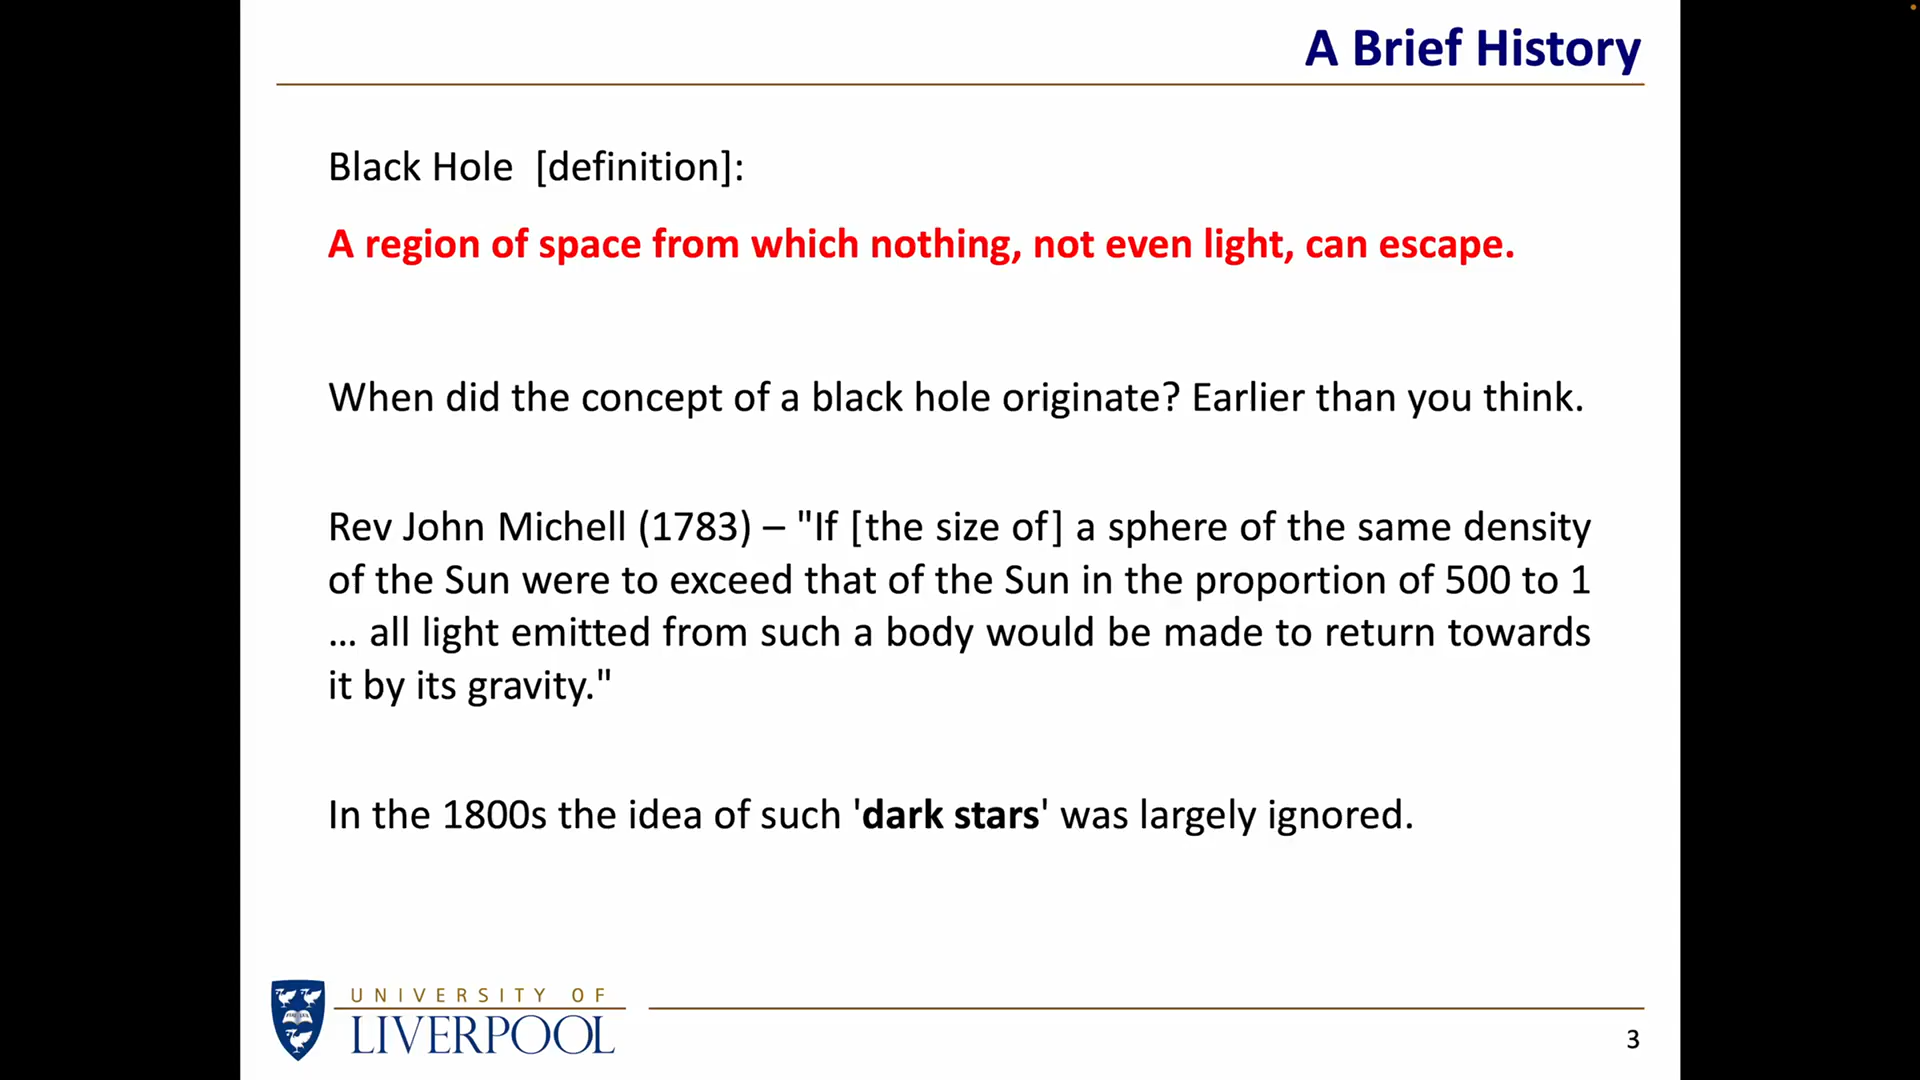 A Brief History
Black Hole [definition]:
A region of space from which nothing, not even light, can escape.
When did the concept of a black hole originate? Earlier than you think.
Rev John Michell (1783) – "If [the size of] a sphere of the same density
of the Sun were to exceed that of the Sun in the proportion of 500 to 1
... all light emitted from such a body would be made to return towards
it by its gravity."
In the 1800s the idea of such 'dark stars' was largely ignored.
UNIVERSITY OF
LIVERPOOL
3